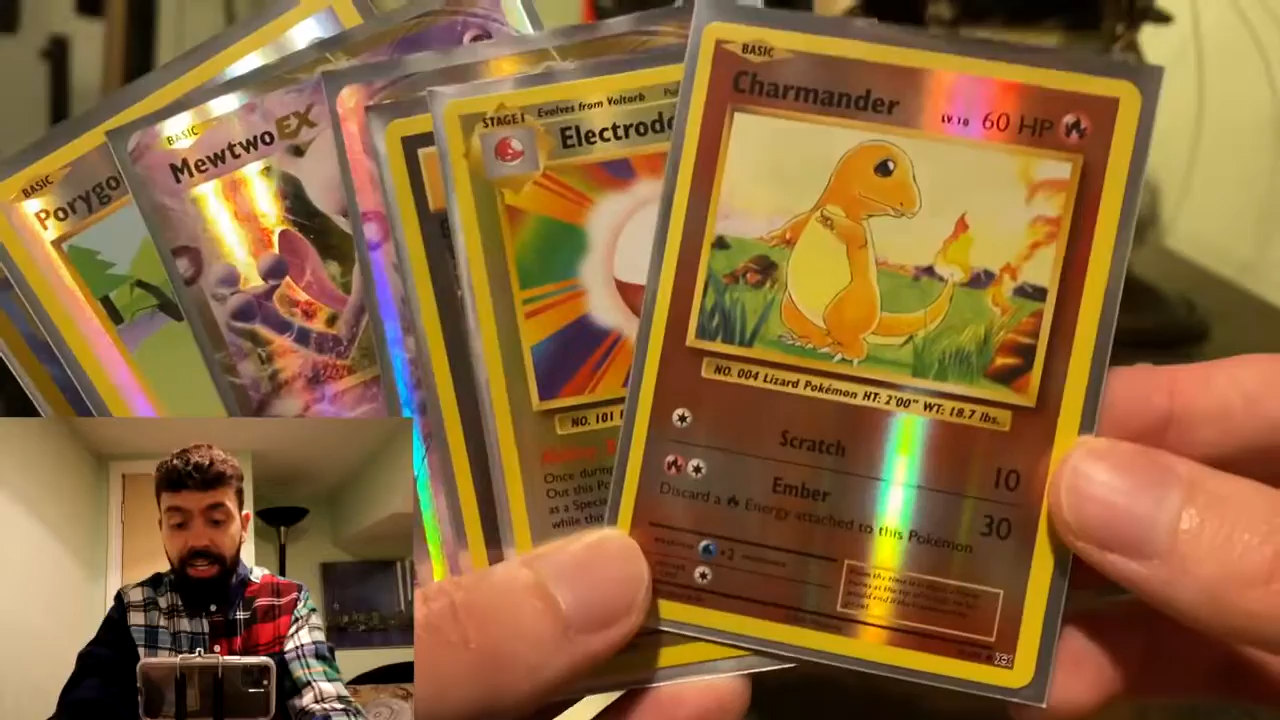 BASIC
Porygo
BASIC
Mewtwo EX
STAGE 1 Evolves from Voltorb
Electrode
NO. 101
Once during
Out this Po
as a Specia
while this
BASIC
Charmander
LV.10 60 HP
NO. 004 Lizard Pokémon HT: 2'00" WT: 18.7 lbs.
Scratch 10
Ember 30
Discard a Energy attached to this Pokémon
weakness ×2 resistance